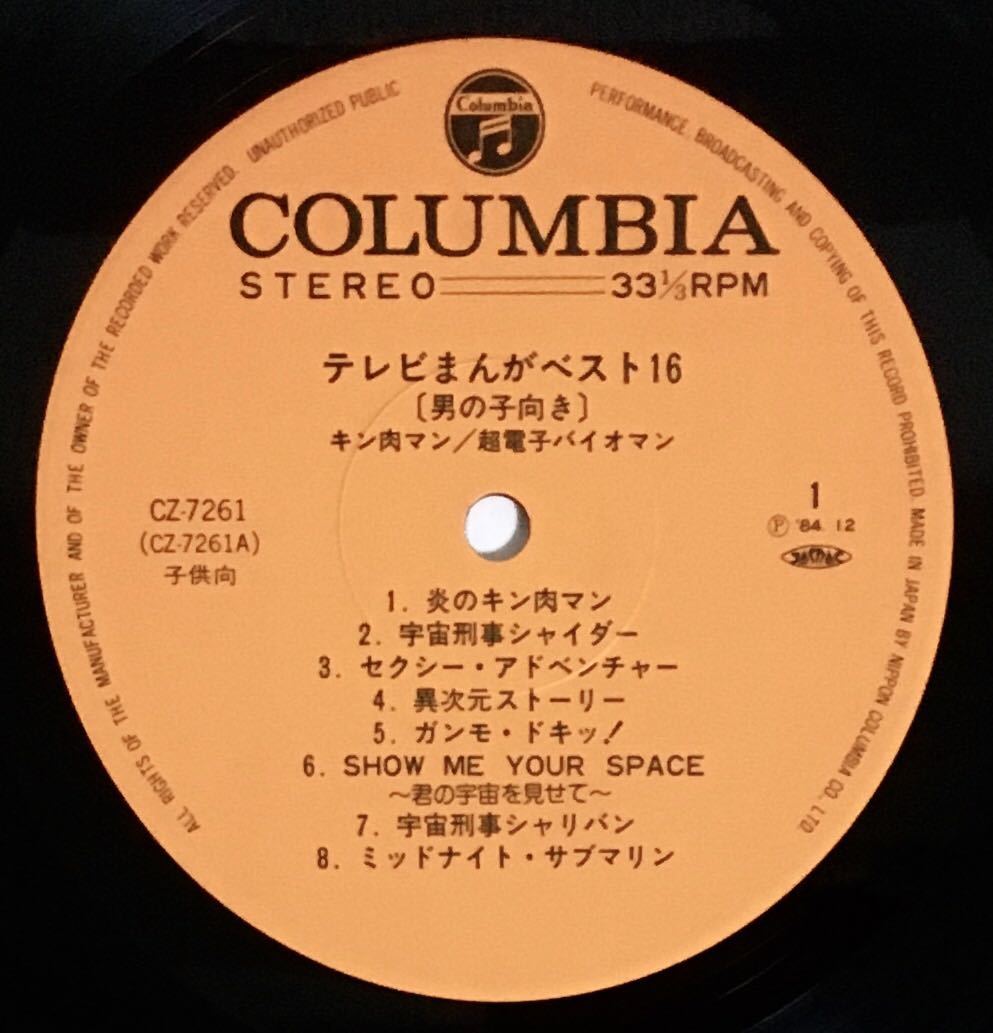 Columbia
COLUMBIA
STEREO 33⅓RPM
テレビまんがベスト16
〔男の子向き〕
キン肉マン／超電子バイオマン
CZ-7261
(CZ-7261A)
子供向
1
Ⓟ '84 12
JASRAC
1. 炎のキン肉マン
2. 宇宙刑事シャイダー
3. セクシー・アドベンチャー
4. 異次元ストーリー
5. ガンモ・ドキッ!
6. SHOW ME YOUR SPACE
～君の宇宙を見せて～
7. 宇宙刑事シャリバン
8. ミッドナイト・サブマリン
ALL RIGHTS OF THE MANUFACTURER AND OF THE OWNER OF THE RECORDED WORK RESERVED. UNAUTHORIZED PUBLIC PERFORMANCE. BROADCASTING AND COPYING OF THIS RECORD PROHIBITED. MADE IN JAPAN BY NIPPON COLUMBIA CO., LTD.